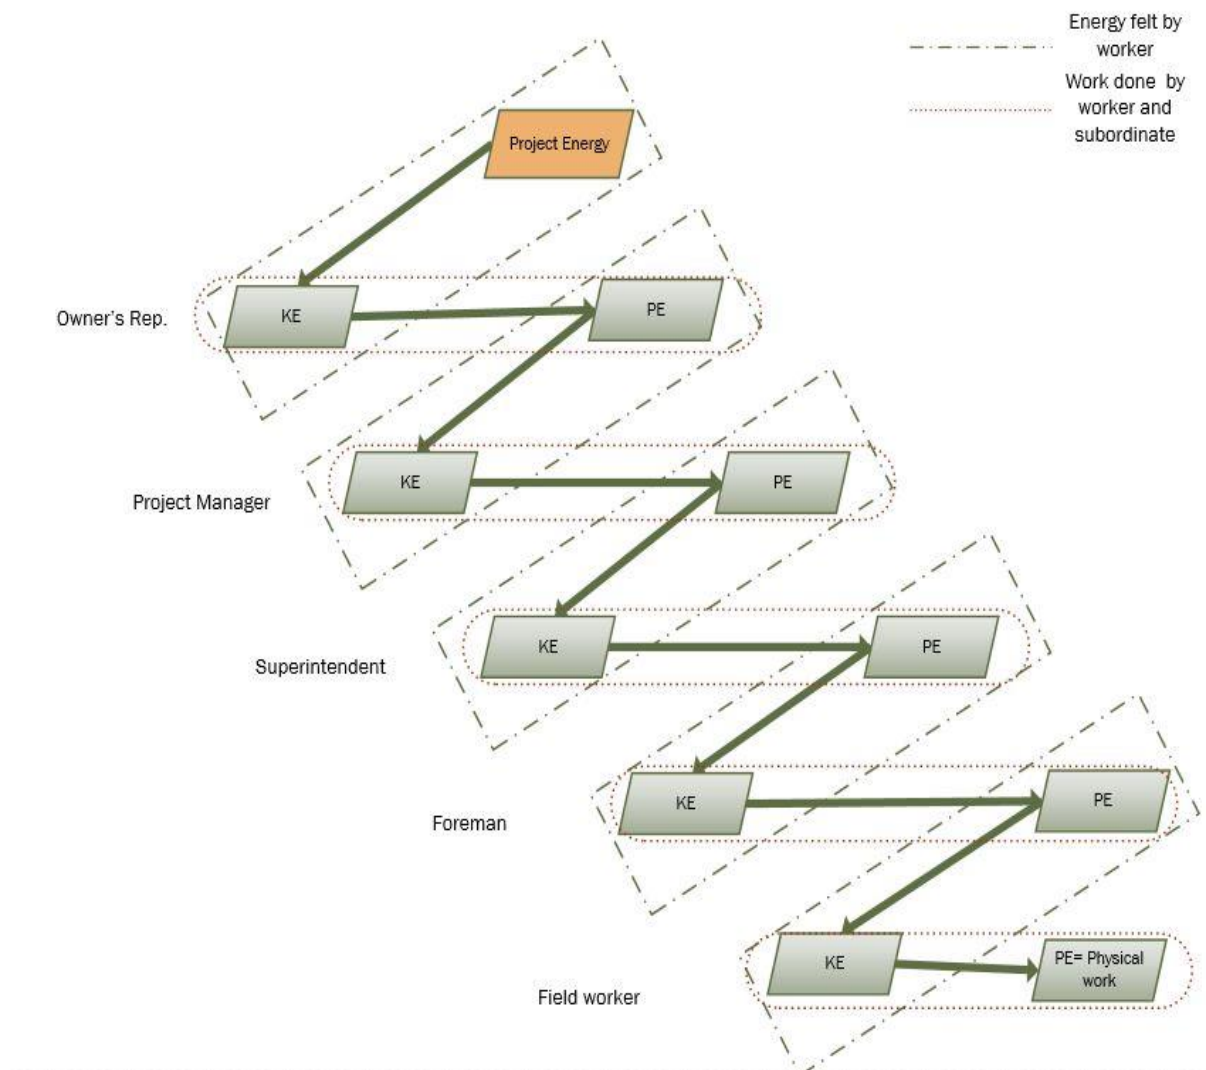 Energy felt by
worker
Work done by
worker and
subordinate
Project Energy
Owner's Rep.
KE
PE
Project Manager
KE
PE
Superintendent
KE
PE
Foreman
KE
PE
Field worker
KE
PE= Physical
work